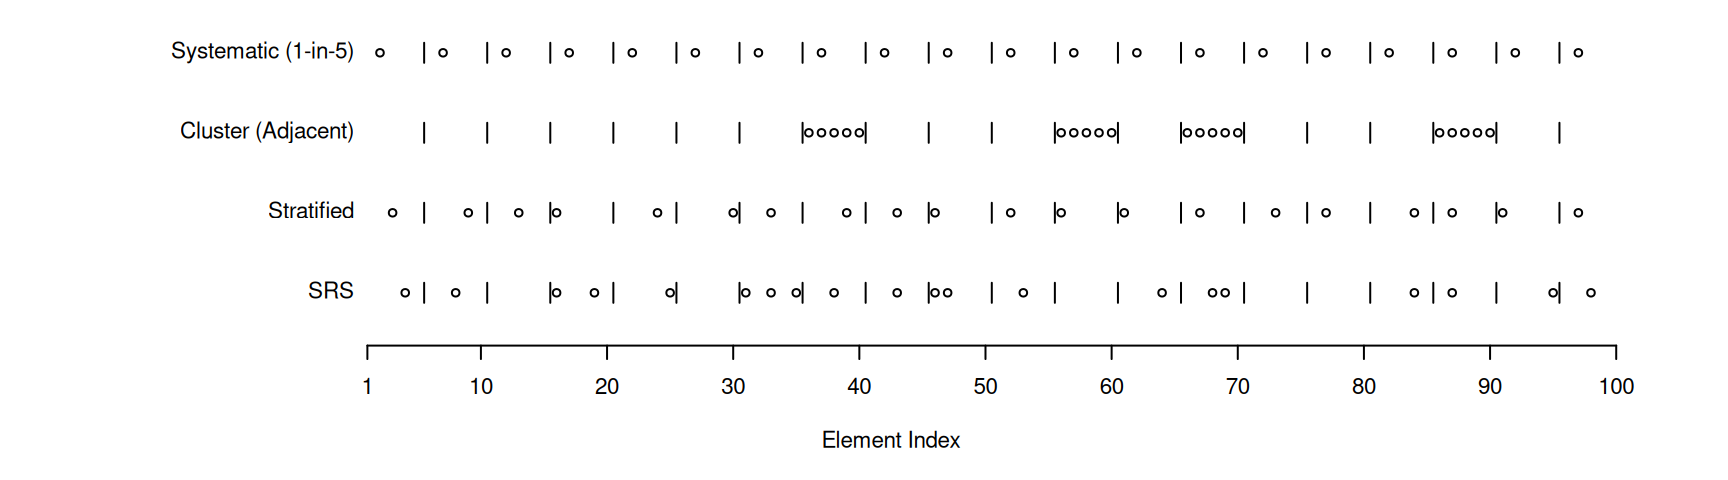 Systematic (1-in-5)
Cluster (Adjacent)
Stratified
SRS
1 10 20 30 40 50 60 70 80 90 100
Element Index